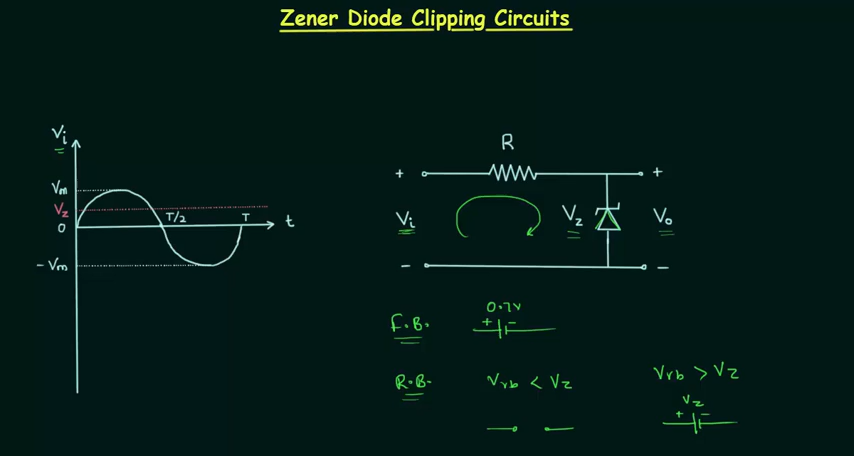 Zener Diode Clipping Circuits
Vi
Vm
Vz
0
T/2
T
t
-Vm
R
+
+
Vi
Vz
Vo
-
-
F.B.
0.7V
+ -
R.B.
Vrb < Vz
Vrb > Vz
Vz
+ -